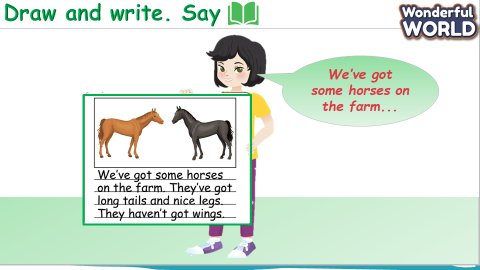 Draw and write. Say
Wonderful
WORLD
We've got
some horses on
the farm...
We've got some horses
on the farm. They've got
long tails and nice legs.
They haven't got wings.